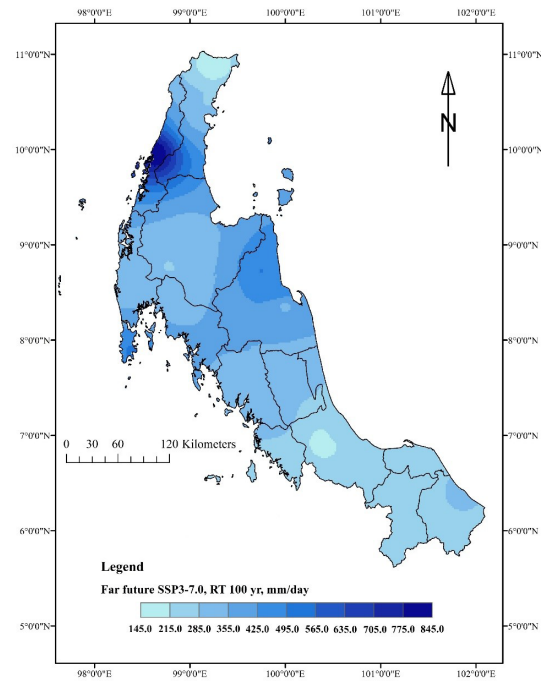 98°0'0"E 99°0'0"E 100°0'0"E 101°0'0"E 102°0'0"E
N
11°0'0"N 11°0'0"N
10°0'0"N 10°0'0"N
9°0'0"N 9°0'0"N
8°0'0"N 8°0'0"N
7°0'0"N 7°0'0"N
0 30 60 120 Kilometers
6°0'0"N 6°0'0"N
Legend
Far future SSP3-7.0, RT 100 yr, mm/day
145.0 215.0 285.0 355.0 425.0 495.0 565.0 635.0 705.0 775.0 845.0
5°0'0"N 5°0'0"N
98°0'0"E 99°0'0"E 100°0'0"E 101°0'0"E 102°0'0"E